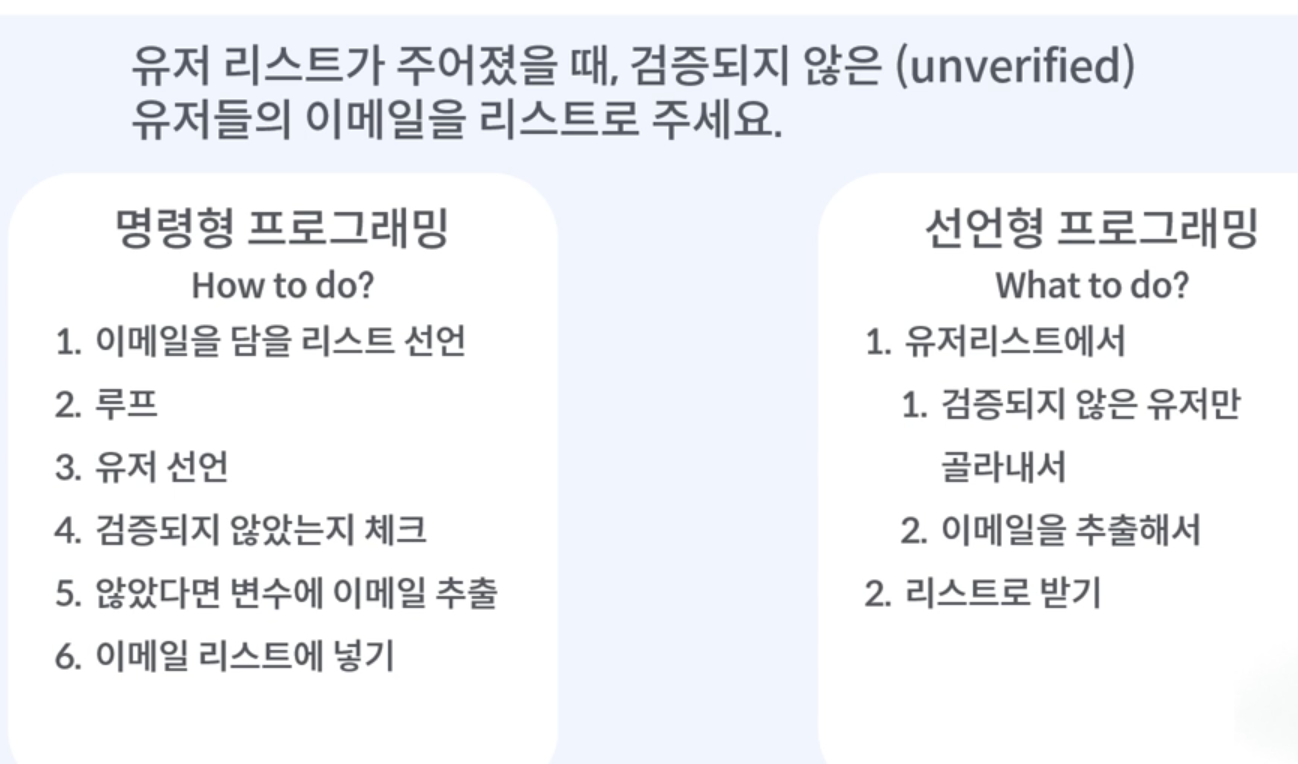 유저 리스트가 주어졌을 때, 검증되지 않은 (unverified)
유저들의 이메일을 리스트로 주세요.
명령형 프로그래밍
How to do?
1. 이메일을 담을 리스트 선언
2. 루프
3. 유저 선언
4. 검증되지 않았는지 체크
5. 않았다면 변수에 이메일 추출
6. 이메일 리스트에 넣기
선언형 프로그래밍
What to do?
1. 유저리스트에서
1. 검증되지 않은 유저만
골라내서
2. 이메일을 추출해서
2. 리스트로 받기